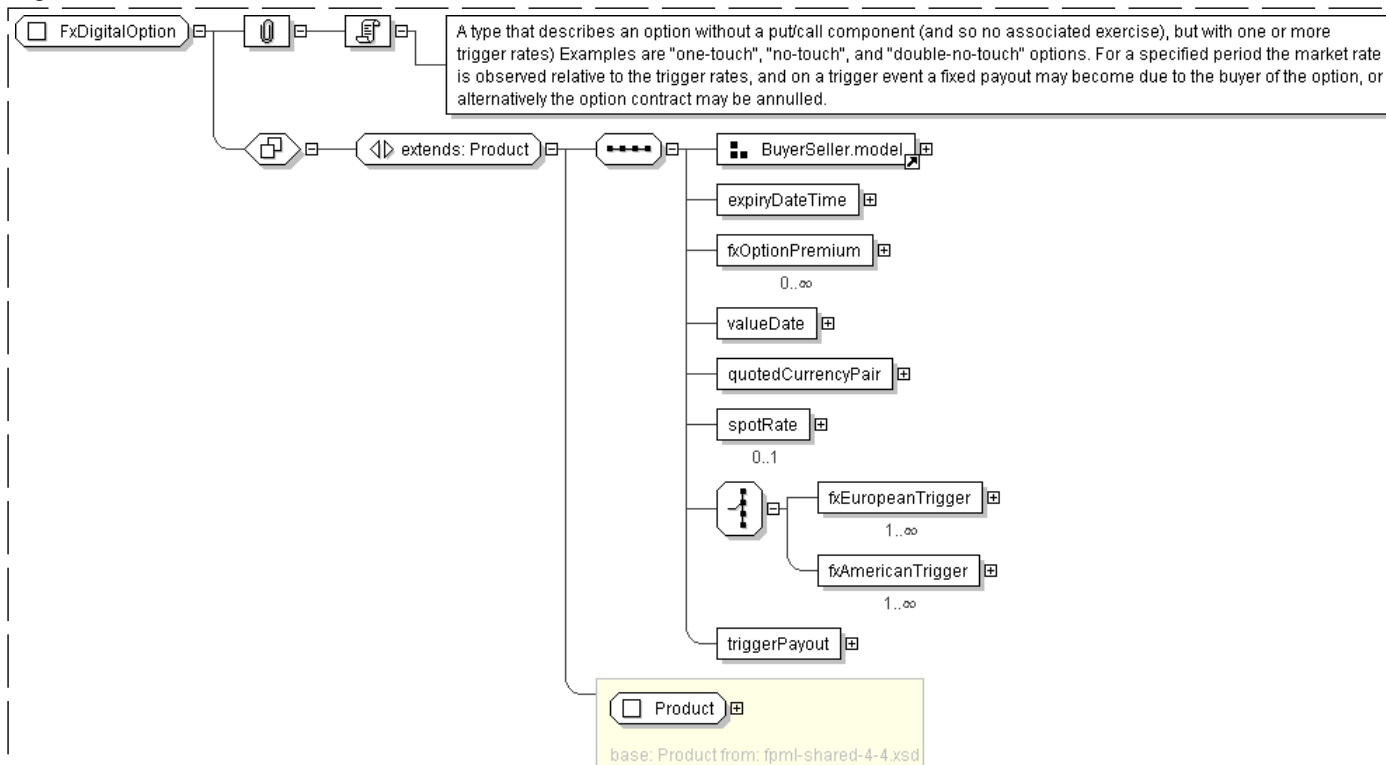 FxDigitalOption
A type that describes an option without a put/call component (and so no associated exercise), but with one or more
trigger rates) Examples are "one-touch", "no-touch", and "double-no-touch" options. For a specified period the market rate
is observed relative to the trigger rates, and on a trigger event a fixed payout may become due to the buyer of the option, or
alternatively the option contract may be annulled.
extends: Product
BuyerSeller.model
expiryDateTime
fxOptionPremium
0..∞
valueDate
quotedCurrencyPair
spotRate
0..1
fxEuropeanTrigger
1..∞
fxAmericanTrigger
1..∞
triggerPayout
Product
base: Product from: fpml-shared-4-4.xsd